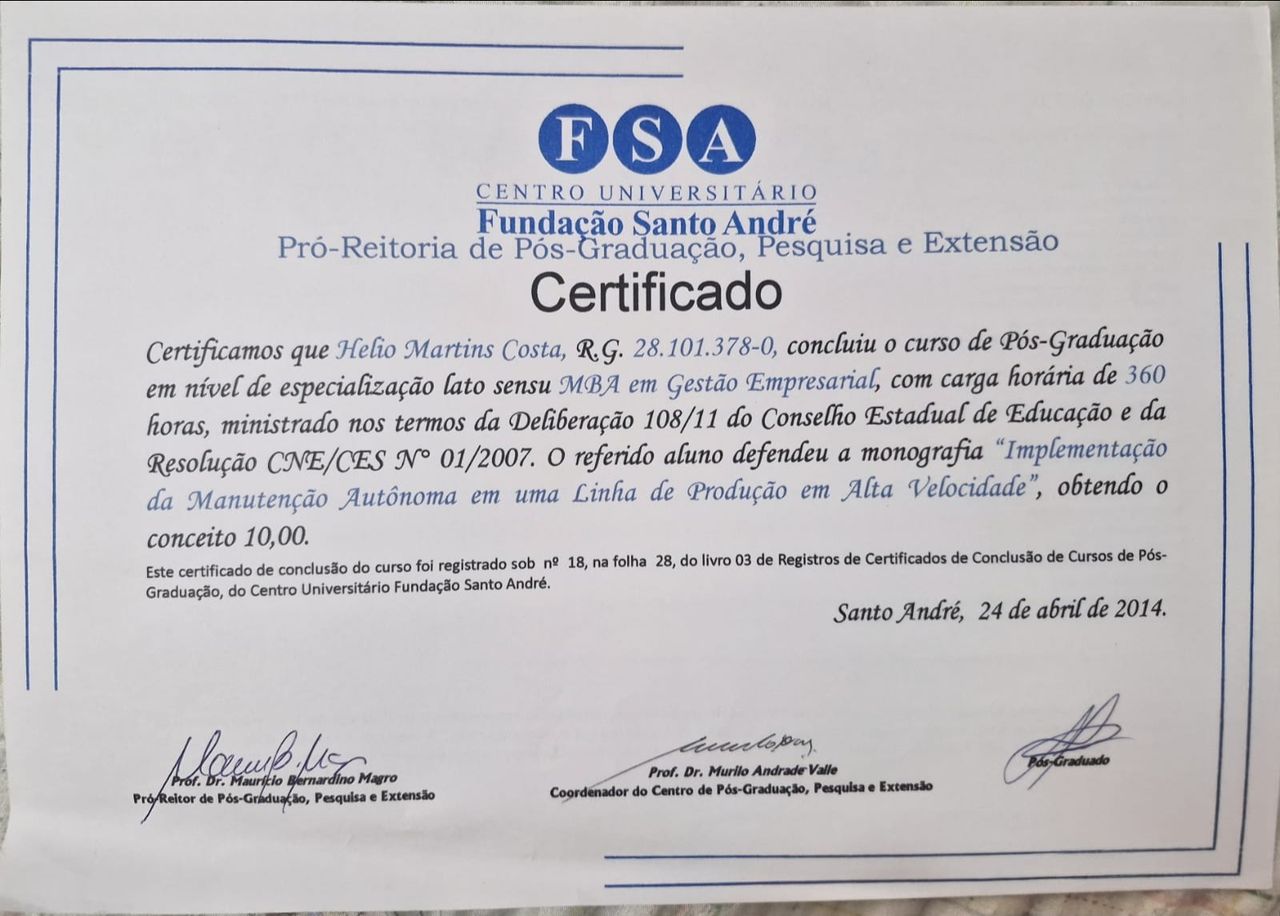 FSA
CENTRO UNIVERSITÁRIO
Fundação Santo André
Pró-Reitoria de Pós-Graduação, Pesquisa e Extensão
Certificado
Certificamos que Helio Martins Costa, R.G. 28.101.378-0, concluiu o curso de Pós-Graduação
em nível de especialização lato sensu MBA em Gestão Empresarial, com carga horária de 360
horas, ministrado nos termos da Deliberação 108/11 do Conselho Estadual de Educação e da
Resolução CNE/CES Nº 01/2007. O referido aluno defendeu a monografia “Implementação
da Manutenção Autônoma em uma Linha de Produção em Alta Velocidade”, obtendo o
conceito 10,00.
Este certificado de conclusão do curso foi registrado sob nº 18, na folha 28, do livro 03 de Registros de Certificados de Conclusão de Cursos de Pós-
Graduação, do Centro Universitário Fundação Santo André.
Santo André, 24 de abril de 2014.
Prof. Dr. Maurício Bernardino Magro
Pró-Reitor de Pós-Graduação, Pesquisa e Extensão
Prof. Dr. Murilo Andrade Valle
Coordenador do Centro de Pós-Graduação, Pesquisa e Extensão
Pós-Graduado